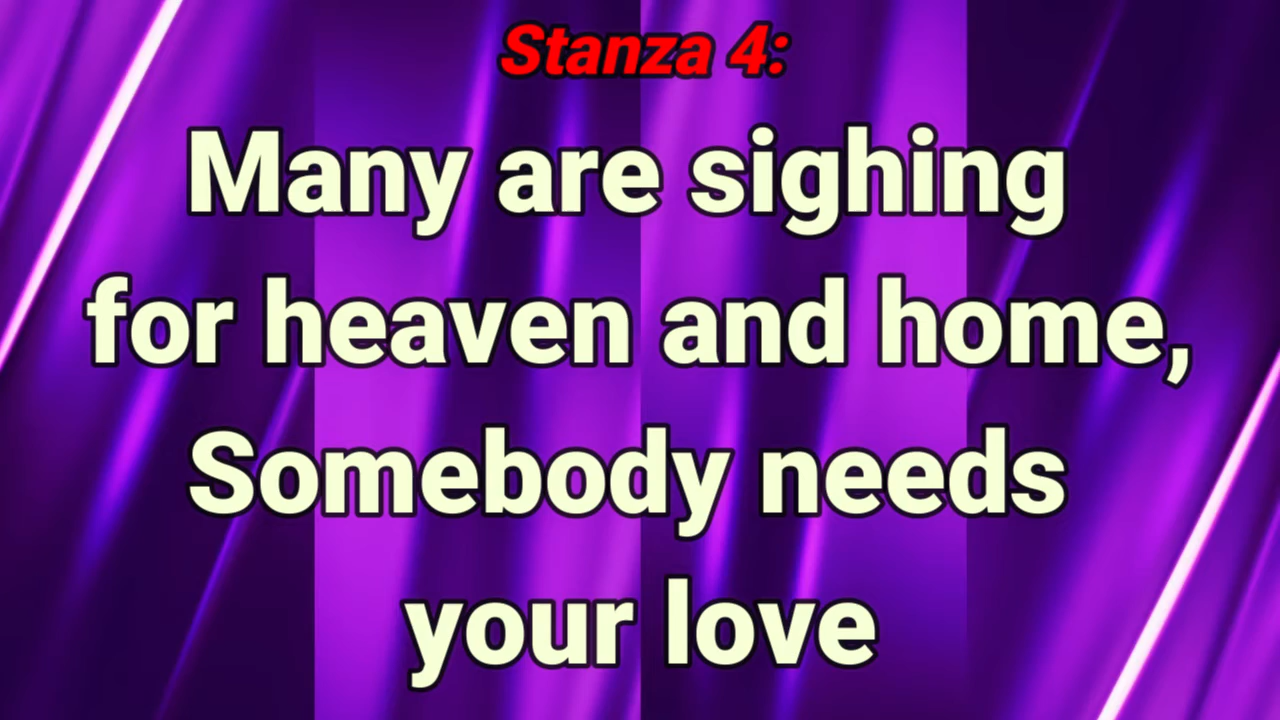 Stanza 4:
Many are sighing
for heaven and home,
Somebody needs
your love